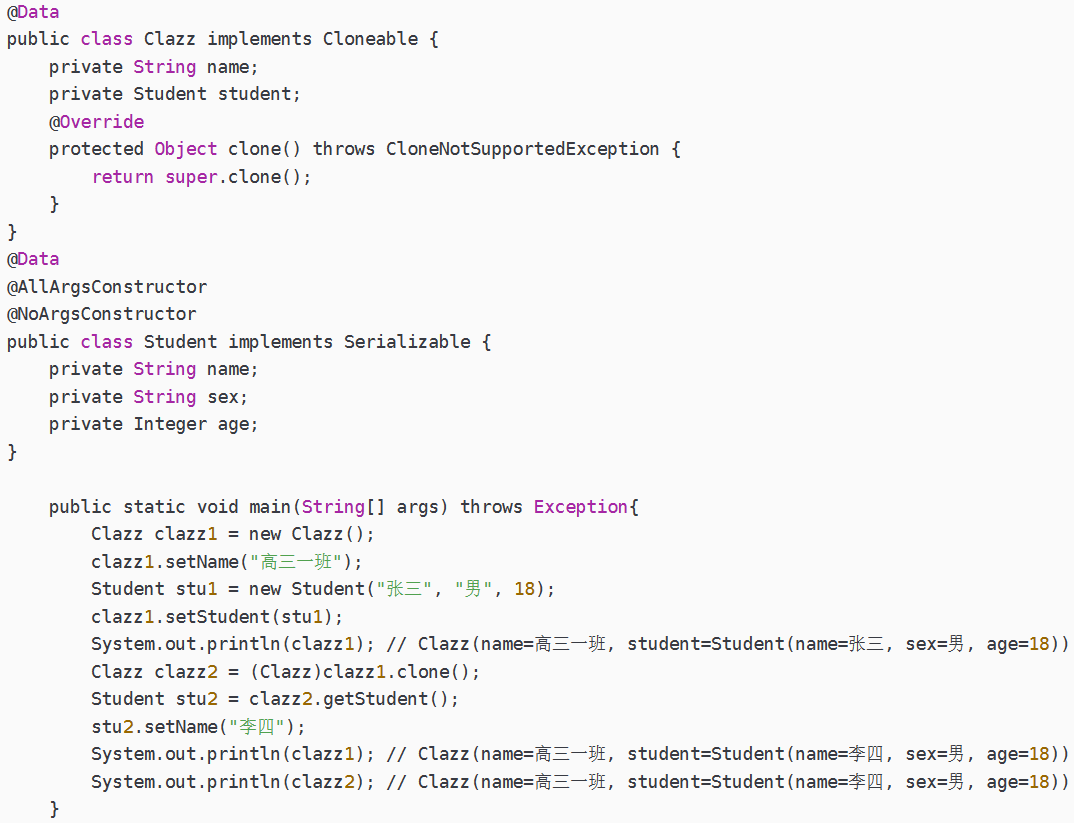 @Data
public class Clazz implements Cloneable {
    private String name;
    private Student student;
    @Override
    protected Object clone() throws CloneNotSupportedException {
        return super.clone();
    }
}
@Data
@AllArgsConstructor
@NoArgsConstructor
public class Student implements Serializable {
    private String name;
    private String sex;
    private Integer age;
}

    public static void main(String[] args) throws Exception{
        Clazz clazz1 = new Clazz();
        clazz1.setName("高三一班");
        Student stu1 = new Student("张三", "男", 18);
        clazz1.setStudent(stu1);
        System.out.println(clazz1); // Clazz(name=高三一班, student=Student(name=张三, sex=男, age=18))
        Clazz clazz2 = (Clazz)clazz1.clone();
        Student stu2 = clazz2.getStudent();
        stu2.setName("李四");
        System.out.println(clazz1); // Clazz(name=高三一班, student=Student(name=李四, sex=男, age=18))
        System.out.println(clazz2); // Clazz(name=高三一班, student=Student(name=李四, sex=男, age=18))
    }